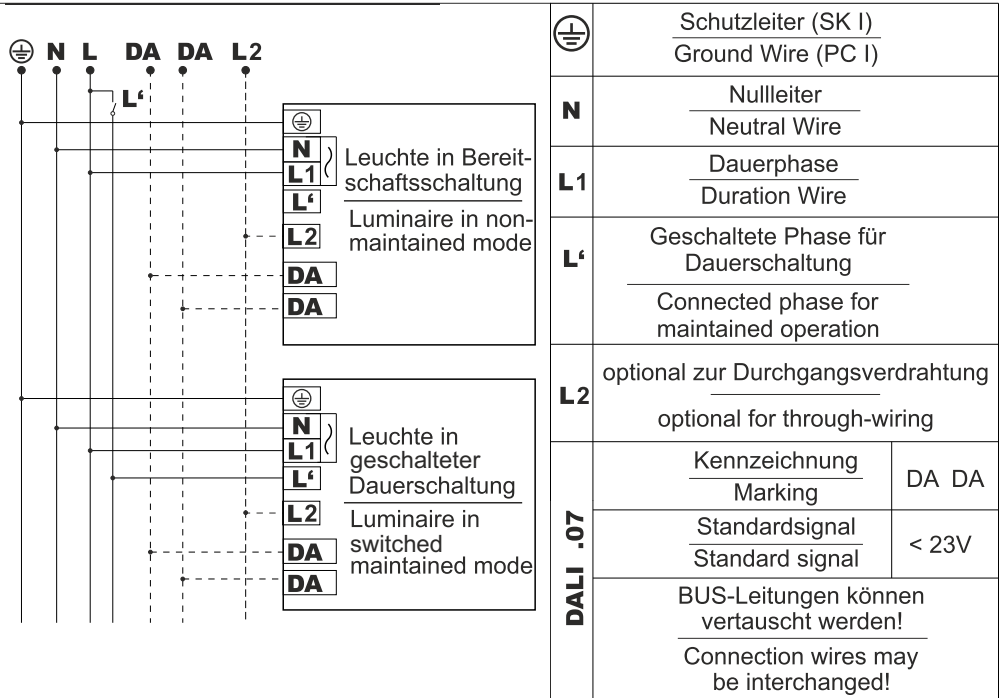 N L DA DA L2
L‘
N
L1
L‘
L2
DA
DA
Leuchte in Bereit-
schaftsschaltung
Luminaire in non-
maintained mode
N
L1
L‘
L2
DA
DA
Leuchte in
geschalteter
Dauerschaltung
Luminaire in
switched
maintained mode
Schutzleiter (SK I)
Ground Wire (PC I)
N
Nullleiter
Neutral Wire
L1
Dauerphase
Duration Wire
L‘
Geschaltete Phase für
Dauerschaltung
Connected phase for
maintained operation
L2
optional zur Durchgangsverdrahtung
optional for through-wiring
DALI .07
Kennzeichnung
Marking
DA DA
Standardsignal
Standard signal
< 23V
BUS-Leitungen können
vertauscht werden!
Connection wires may
be interchanged!